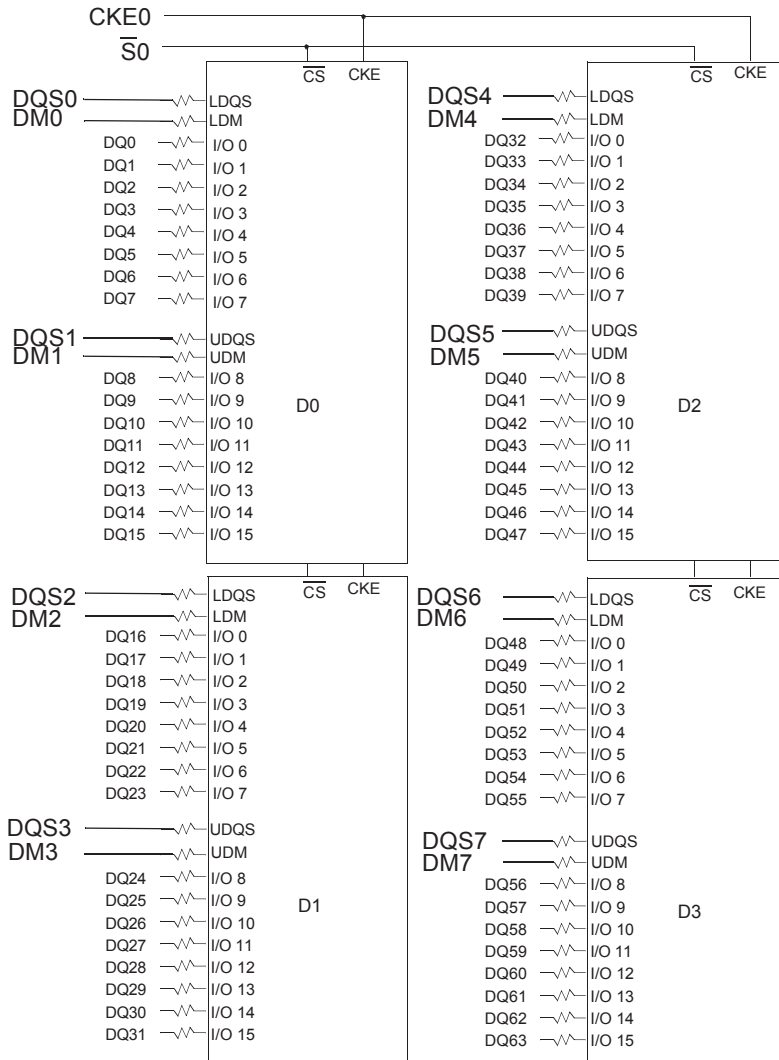 CKE0
S0
CS CKE
DQS0 LDQS
DM0 LDM
DQ0 I/O 0
DQ1 I/O 1
DQ2 I/O 2
DQ3 I/O 3
DQ4 I/O 4
DQ5 I/O 5
DQ6 I/O 6
DQ7 I/O 7
DQS1 UDQS
DM1 UDM
DQ8 I/O 8
DQ9 I/O 9
DQ10 I/O 10
DQ11 I/O 11
DQ12 I/O 12
DQ13 I/O 13
DQ14 I/O 14
DQ15 I/O 15
D0
CS CKE
DQS4 LDQS
DM4 LDM
DQ32 I/O 0
DQ33 I/O 1
DQ34 I/O 2
DQ35 I/O 3
DQ36 I/O 4
DQ37 I/O 5
DQ38 I/O 6
DQ39 I/O 7
DQS5 UDQS
DM5 UDM
DQ40 I/O 8
DQ41 I/O 9
DQ42 I/O 10
DQ43 I/O 11
DQ44 I/O 12
DQ45 I/O 13
DQ46 I/O 14
DQ47 I/O 15
D2
CS CKE
DQS2 LDQS
DM2 LDM
DQ16 I/O 0
DQ17 I/O 1
DQ18 I/O 2
DQ19 I/O 3
DQ20 I/O 4
DQ21 I/O 5
DQ22 I/O 6
DQ23 I/O 7
DQS3 UDQS
DM3 UDM
DQ24 I/O 8
DQ25 I/O 9
DQ26 I/O 10
DQ27 I/O 11
DQ28 I/O 12
DQ29 I/O 13
DQ30 I/O 14
DQ31 I/O 15
D1
CS CKE
DQS6 LDQS
DM6 LDM
DQ48 I/O 0
DQ49 I/O 1
DQ50 I/O 2
DQ51 I/O 3
DQ52 I/O 4
DQ53 I/O 5
DQ54 I/O 6
DQ55 I/O 7
DQS7 UDQS
DM7 UDM
DQ56 I/O 8
DQ57 I/O 9
DQ58 I/O 10
DQ59 I/O 11
DQ60 I/O 12
DQ61 I/O 13
DQ62 I/O 14
DQ63 I/O 15
D3